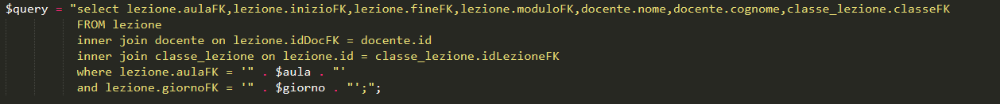 $query = "select lezione.aulaFK,lezione.inizioFK,lezione.fineFK,lezione.moduloFK,docente.nome,docente.cognome,classe_lezione.classeFK
FROM lezione
inner join docente on lezione.idDocFK = docente.id
inner join classe_lezione on lezione.id = classe_lezione.idLezioneFK
where lezione.aulaFK = '" . $aula . "'
and lezione.giornoFK = '" . $giorno . "';";